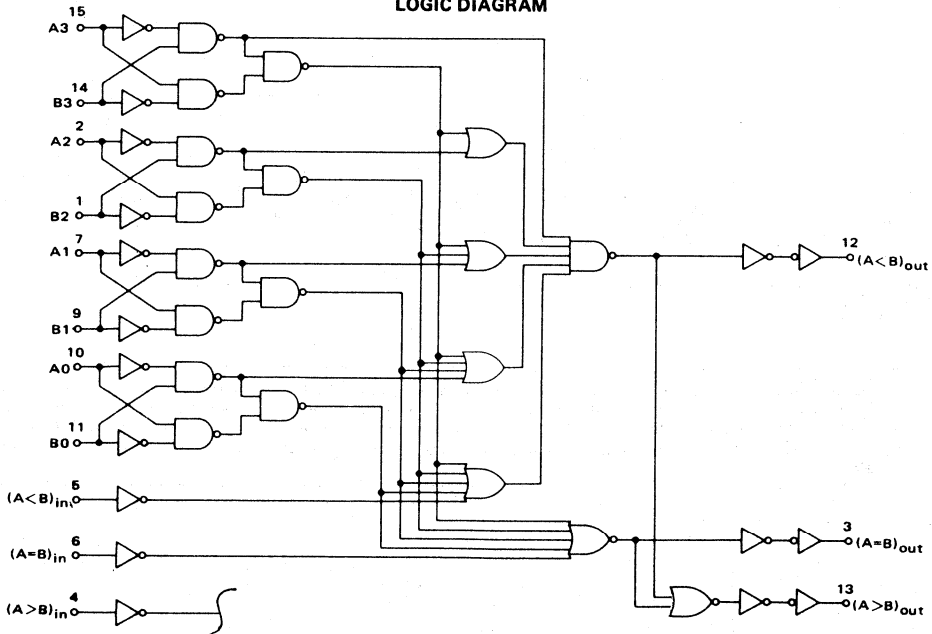 LOGIC DIAGRAM
15
A3
14
B3
2
A2
1
B2
7
A1
9
B1
10
A0
11
B0
5
(A<B)in
6
(A=B)in
4
(A>B)in
12
(A<B)out
3
(A=B)out
13
(A>B)out